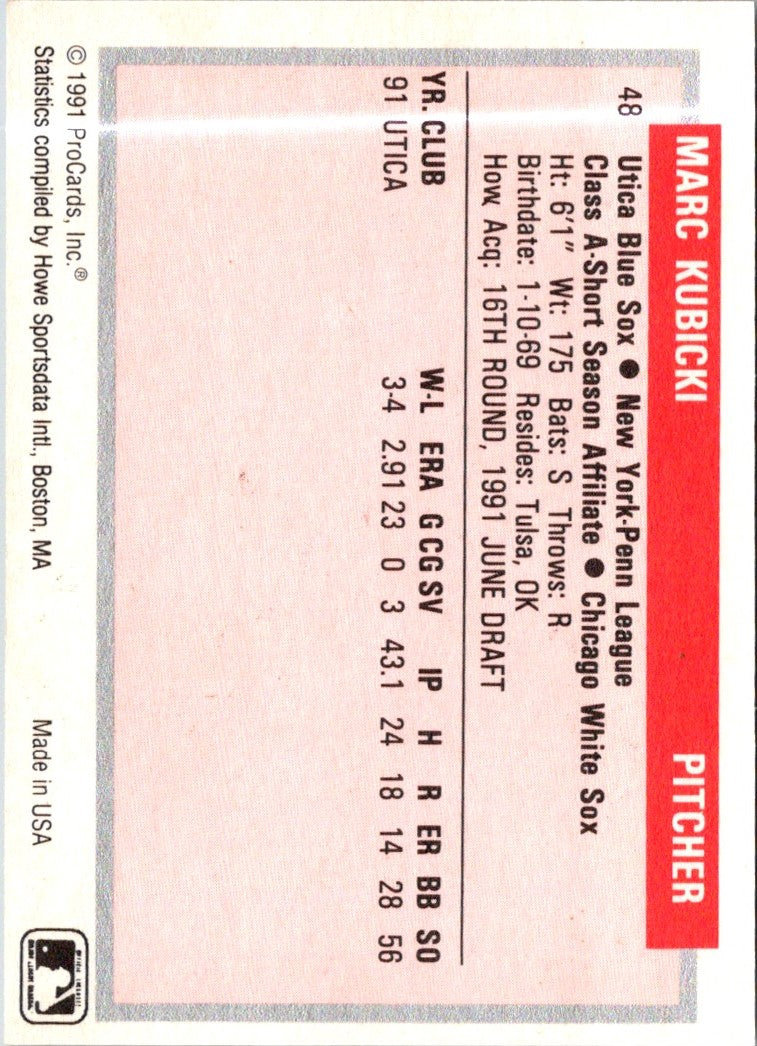 MARC KUBICKI PITCHER
48 Utica Blue Sox ● New York-Penn League
Class A-Short Season Affiliate ● Chicago White Sox
Ht: 6'1" Wt: 175 Bats: S Throws: R
Birthdate: 1-10-69 Resides: Tulsa, OK
How Acq: 16TH ROUND, 1991 JUNE DRAFT
YR. CLUB W-L ERA G CG SV IP H R ER BB SO
91 UTICA 3-4 2.91 23 0 3 43.1 24 18 14 28 56
© 1991 ProCards, Inc.®
Statistics compiled by Howe Sportsdata Intl., Boston, MA Made in USA